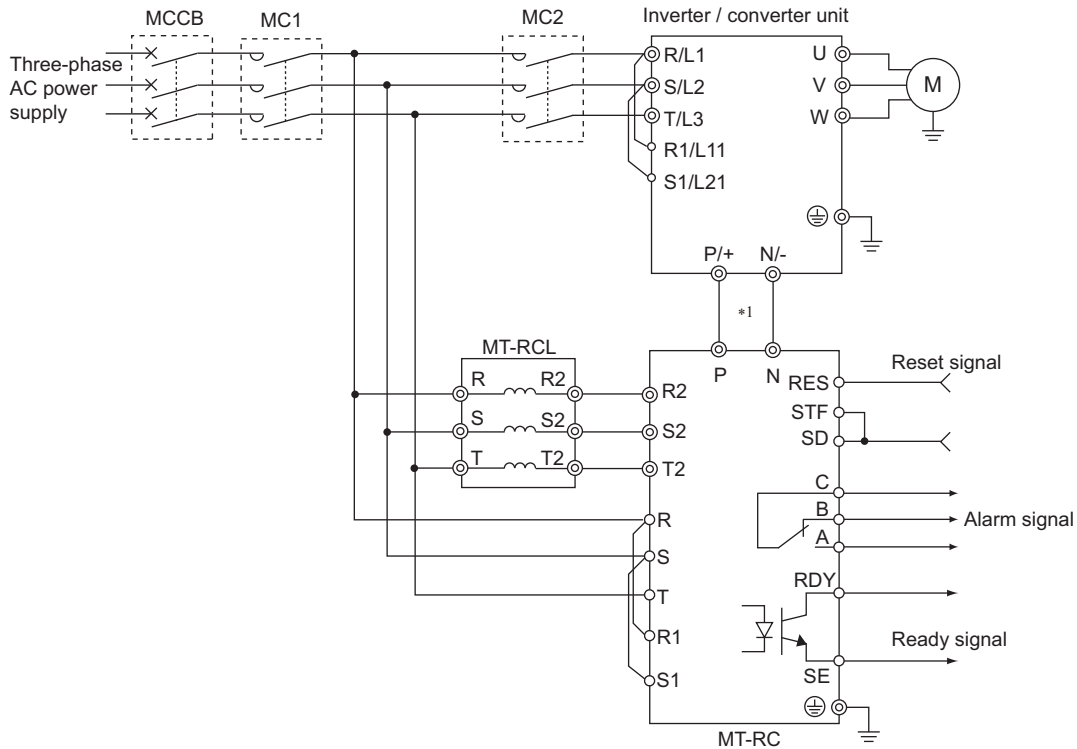 MCCB
MC1
MC2
Inverter / converter unit
Three-phase
AC power
supply
R/L1
S/L2
T/L3
R1/L11
S1/L21
U
V
W
M
P/+
N/-
*1
MT-RCL
R
R2
S
S2
T
T2
P
N
R2
S2
T2
R
S
T
R1
S1
RES
STF
SD
C
B
A
RDY
SE
Reset signal
Alarm signal
Ready signal
MT-RC